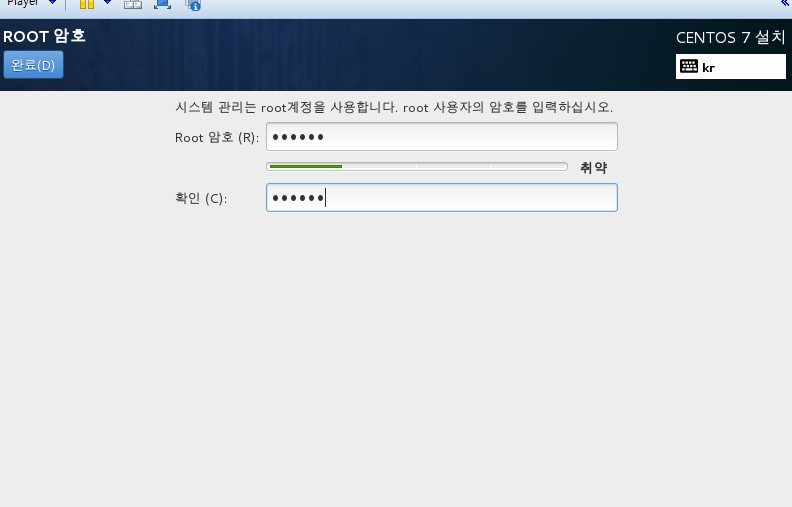 Player
ROOT 암호
CENTOS 7 설치
완료(D)
kr
시스템 관리는 root계정을 사용합니다. root 사용자의 암호를 입력하십시오.
Root 암호 (R): ••••••
취약
확인 (C): ••••••